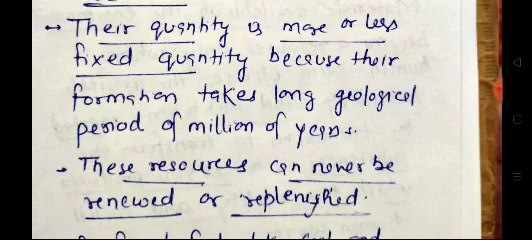 → Their quantity is more or less
fixed quantity because their
formation takes long geological
period of million of years.
→ These resources can never be
renewed or replenished.